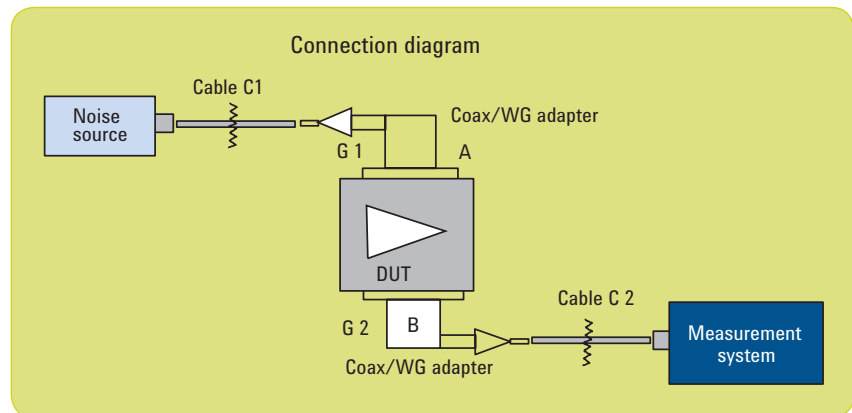 Connection diagram
Cable C1
Noise
source
Coax/WG adapter
G 1
A
DUT
Cable C 2
G 2
B
Measurement
system
Coax/WG adapter